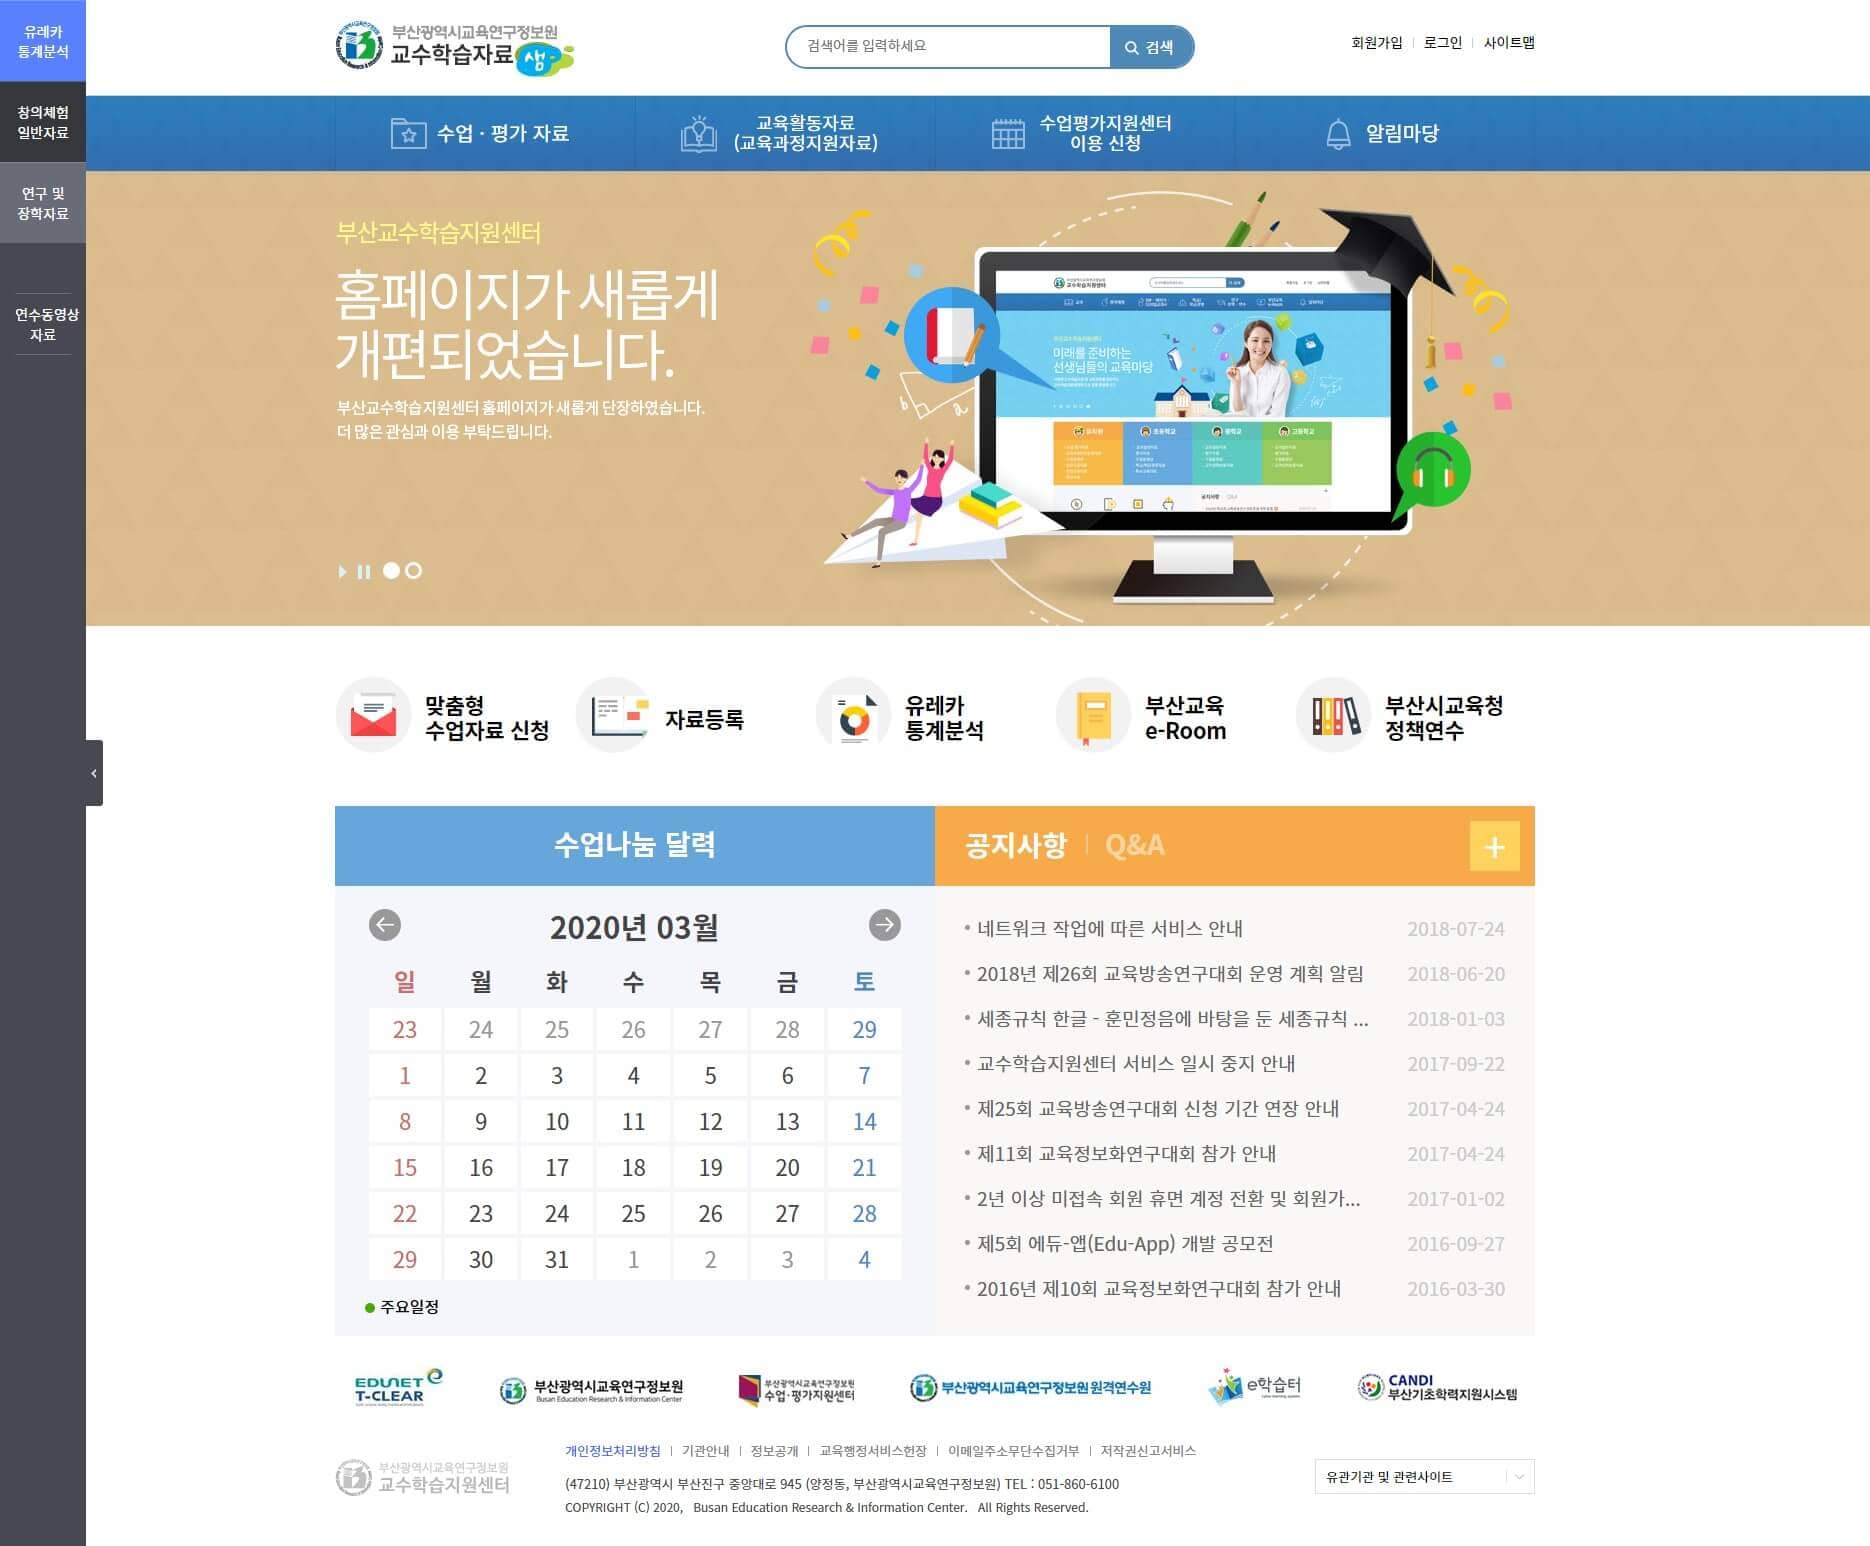 유레카
통계분석
창의체험
일반자료
연구 및
장학자료
연수동영상
자료
부산광역시교육연구정보원
교수학습자료 샘
검색어를 입력하세요
검색
회원가입
로그인
사이트맵
수업 · 평가 자료
교육활동자료
(교육과정지원자료)
수업평가지원센터
이용 신청
알림마당
부산교수학습지원센터
홈페이지가 새롭게
개편되었습니다.
부산교수학습지원센터 홈페이지가 새롭게 단장하였습니다.
더 많은 관심과 이용 부탁드립니다.
미래를 준비하는
선생님들의 교육마당
맞춤형
수업자료 신청
자료등록
유레카
통계분석
부산교육
e-Room
부산시교육청
정책연수
수업나눔 달력
2020년 03월
일 월 화 수 목 금 토
23 24 25 26 27 28 29
1 2 3 4 5 6 7
8 9 10 11 12 13 14
15 16 17 18 19 20 21
22 23 24 25 26 27 28
29 30 31 1 2 3 4
주요일정
공지사항 Q&A +
네트워크 작업에 따른 서비스 안내 2018-07-24
2018년 제26회 교육방송연구대회 운영 계획 알림 2018-06-20
세종규칙 한글 - 훈민정음에 바탕을 둔 세종규칙 ... 2018-01-03
교수학습지원센터 서비스 일시 중지 안내 2017-09-22
제25회 교육방송연구대회 신청 기간 연장 안내 2017-04-24
제11회 교육정보화연구대회 참가 안내 2017-04-24
2년 이상 미접속 회원 휴면 계정 전환 및 회원가... 2017-01-02
제5회 에듀-앱(Edu-App) 개발 공모전 2016-09-27
2016년 제10회 교육정보화연구대회 참가 안내 2016-03-30
EDUNET
T-CLEAR
부산광역시교육연구정보원
Busan Education Research & Information Center
부산광역시교육연구정보원
수업·평가지원센터
부산광역시교육연구정보원 원격연수원
e학습터
CANDI
부산기초학력지원시스템
부산광역시교육연구정보원
교수학습지원센터
개인정보처리방침
기관안내
정보공개
교육행정서비스헌장
이메일주소무단수집거부
저작권신고서비스
(47210) 부산광역시 부산진구 중앙대로 945 (양정동, 부산광역시교육연구정보원) TEL : 051-860-6100
COPYRIGHT (C) 2020, Busan Education Research & Information Center. All Rights Reserved.
유관기관 및 관련사이트